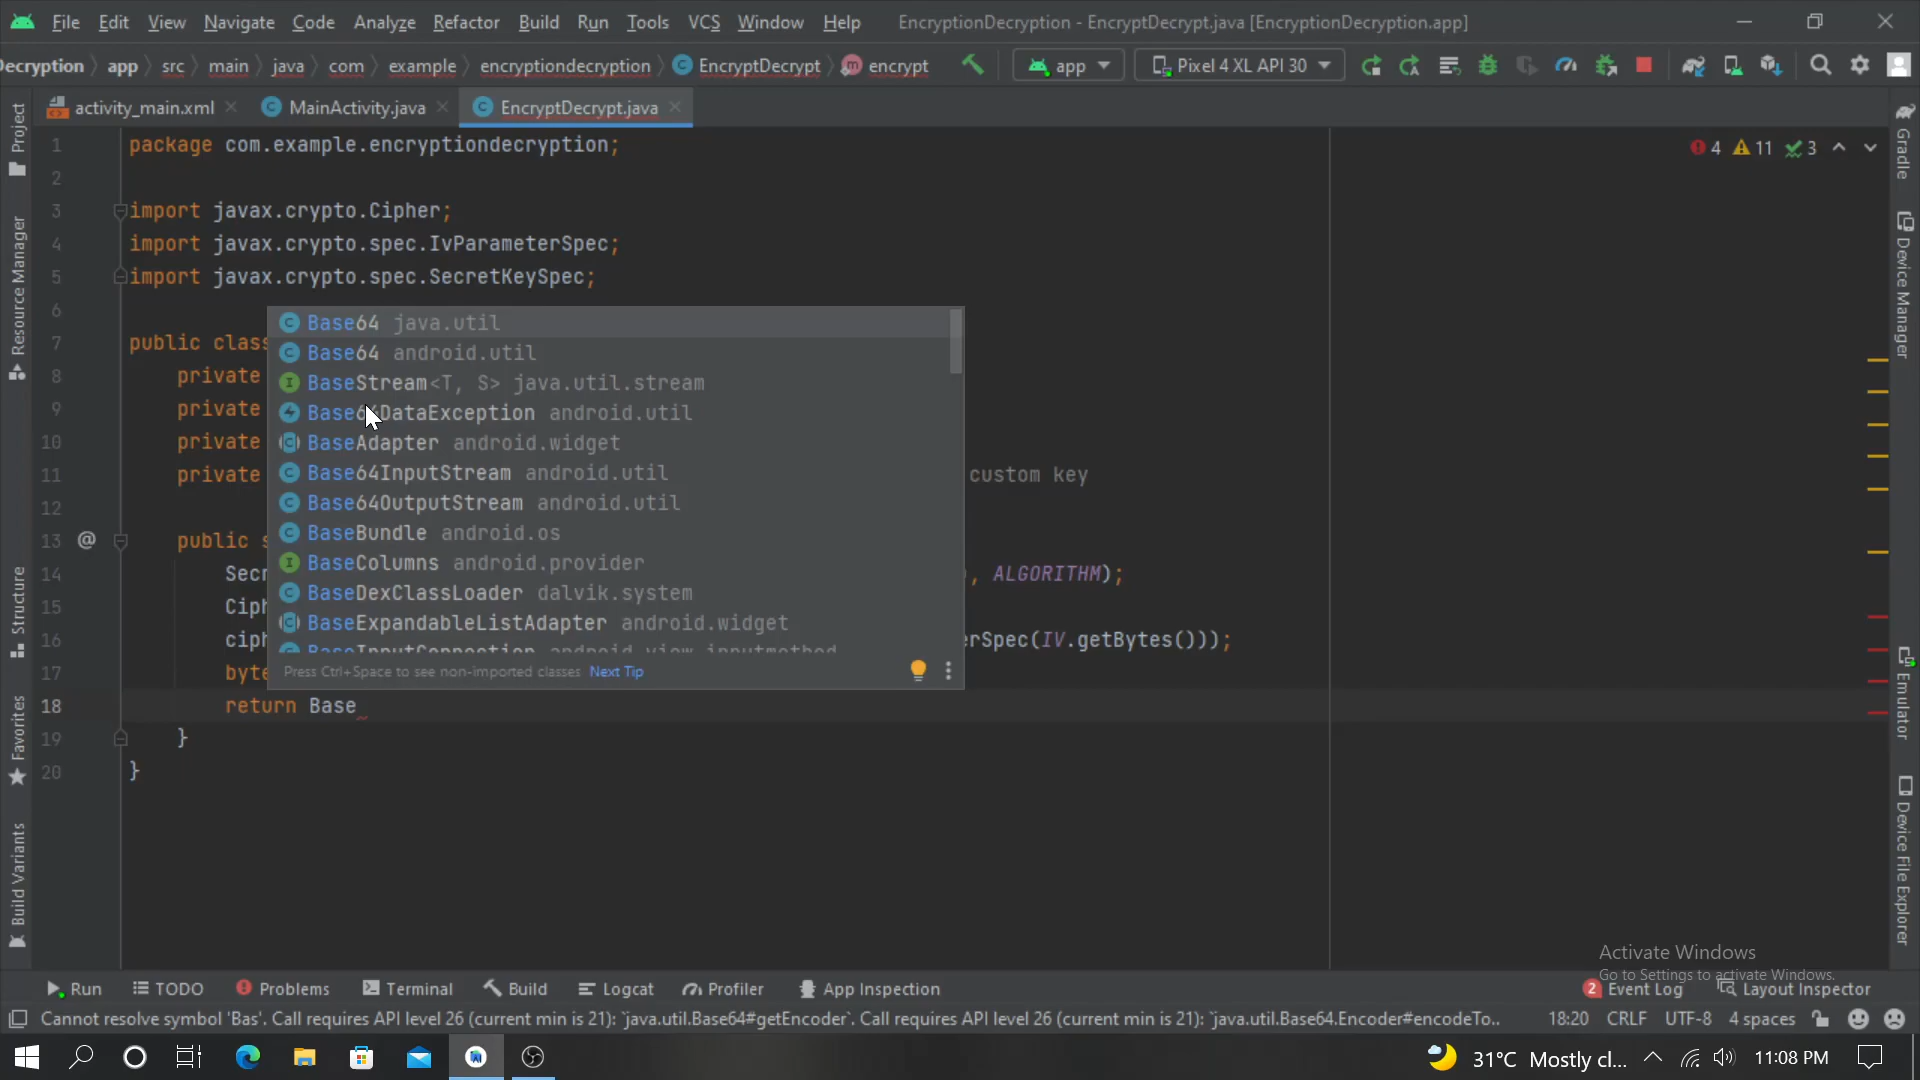 File Edit View Navigate Code Analyze Refactor Build Run Tools VCS Window Help EncryptionDecryption - EncryptDecrypt.java [EncryptionDecryption.app]
ecryption app src main java com example encryptiondecryption EncryptDecrypt encrypt app Pixel 4 XL API 30
activity_main.xml MainActivity.java EncryptDecrypt.java
Project
Resource Manager
Structure
Favorites
Build Variants
1 package com.example.encryptiondecryption; 4 11 3
2
3 import javax.crypto.Cipher;
4 import javax.crypto.spec.IvParameterSpec;
5 import javax.crypto.spec.SecretKeySpec;
6
7 public class
8 private
9 private
10 private
11 private custom key
12
13 @ public s
14 Secr , ALGORITHM);
15 Ciph
16 ciph rSpec(IV.getBytes()));
17 byte
18 return Base
19 }
20 }
Base64 java.util
Base64 android.util
BaseStream<T, S> java.util.stream
Base64DataException android.util
BaseAdapter android.widget
Base64InputStream android.util
Base64OutputStream android.util
BaseBundle android.os
BaseColumns android.provider
BaseDexClassLoader dalvik.system
BaseExpandableListAdapter android.widget
BaseInputConnection android.view.inputmethod
Press Ctrl+Space to see non-imported classes Next Tip
Gradle
Device Manager
Emulator
Device File Explorer
Activate Windows
Go to Settings to activate Windows.
Run TODO Problems Terminal Build Logcat Profiler App Inspection 2 Event Log Layout Inspector
Cannot resolve symbol 'Bas'. Call requires API level 26 (current min is 21): `java.util.Base64#getEncoder`. Call requires API level 26 (current min is 21): `java.util.Base64.Encoder#encodeTo.. 18:20 CRLF UTF-8 4 spaces
31°C Mostly cl... 11:08 PM